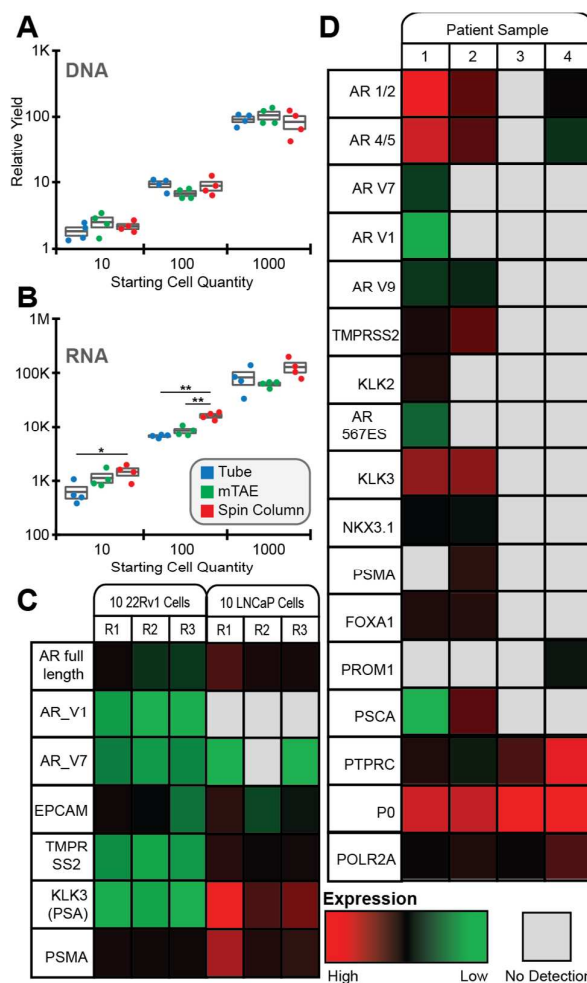 A
DNA
Relative Yield
1K
100
10
1
10
100
1000
Starting Cell Quantity
B
RNA
1M
100K
10K
1K
100
*
**
**
Tube
mTAE
Spin Column
10
100
1000
Starting Cell Quantity
C
10 22Rv1 Cells
10 LNCaP Cells
R1
R2
R3
R1
R2
R3
AR full
length
AR_V1
AR_V7
EPCAM
TMPR
SS2
KLK3
(PSA)
PSMA
D
Patient Sample
1
2
3
4
AR 1/2
AR 4/5
AR V7
AR V1
AR V9
TMPRSS2
KLK2
AR
567ES
KLK3
NKX3.1
PSMA
FOXA1
PROM1
PSCA
PTPRC
P0
POLR2A
Expression
High
Low
No Detection